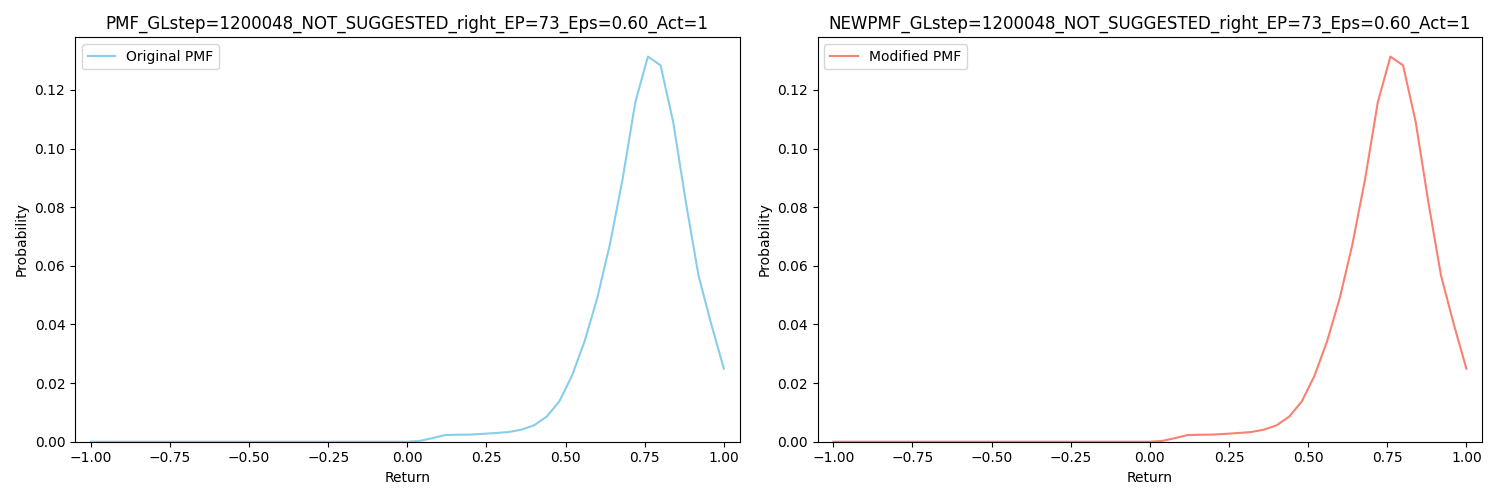 PMF_GLstep=1200048_NOT_SUGGESTED_right_EP=73_Eps=0.60_Act=1
Original PMF
0.12
0.10
0.08
0.06
0.04
0.02
0.00
Probability
−1.00 −0.75 −0.50 −0.25 0.00 0.25 0.50 0.75 1.00
Return
NEWPMF_GLstep=1200048_NOT_SUGGESTED_right_EP=73_Eps=0.60_Act=1
Modified PMF
0.12
0.10
0.08
0.06
0.04
0.02
0.00
Probability
−1.00 −0.75 −0.50 −0.25 0.00 0.25 0.50 0.75 1.00
Return